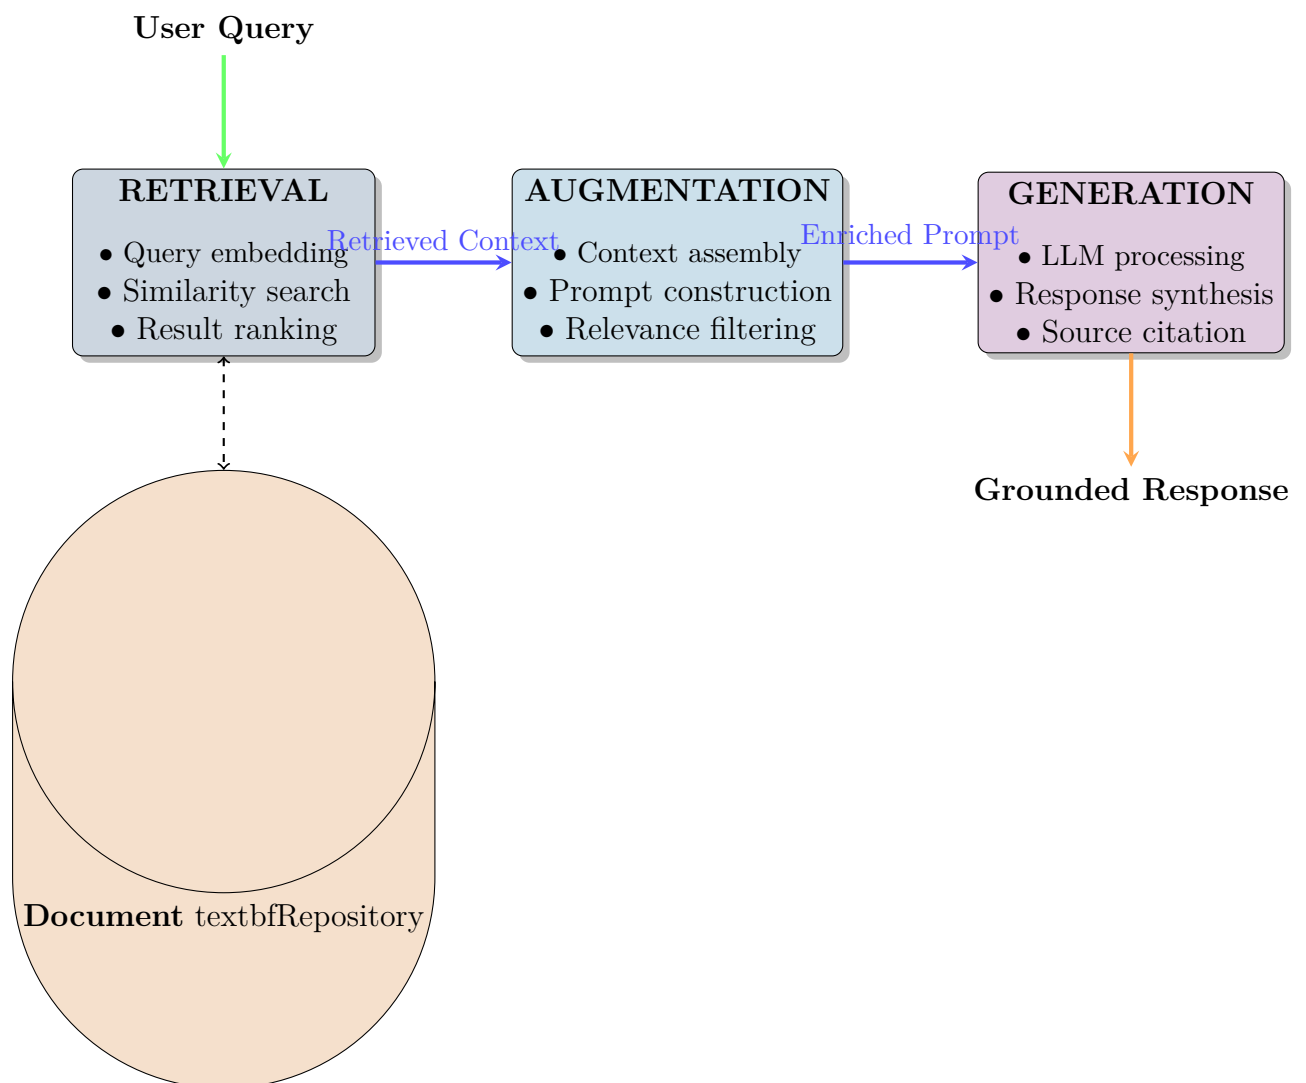 User Query
RETRIEVAL
• Query embedding
• Similarity search
• Result ranking
Retrieved Context
AUGMENTATION
• Context assembly
• Prompt construction
• Relevance filtering
Enriched Prompt
GENERATION
• LLM processing
• Response synthesis
• Source citation
Grounded Response
Document textbfRepository